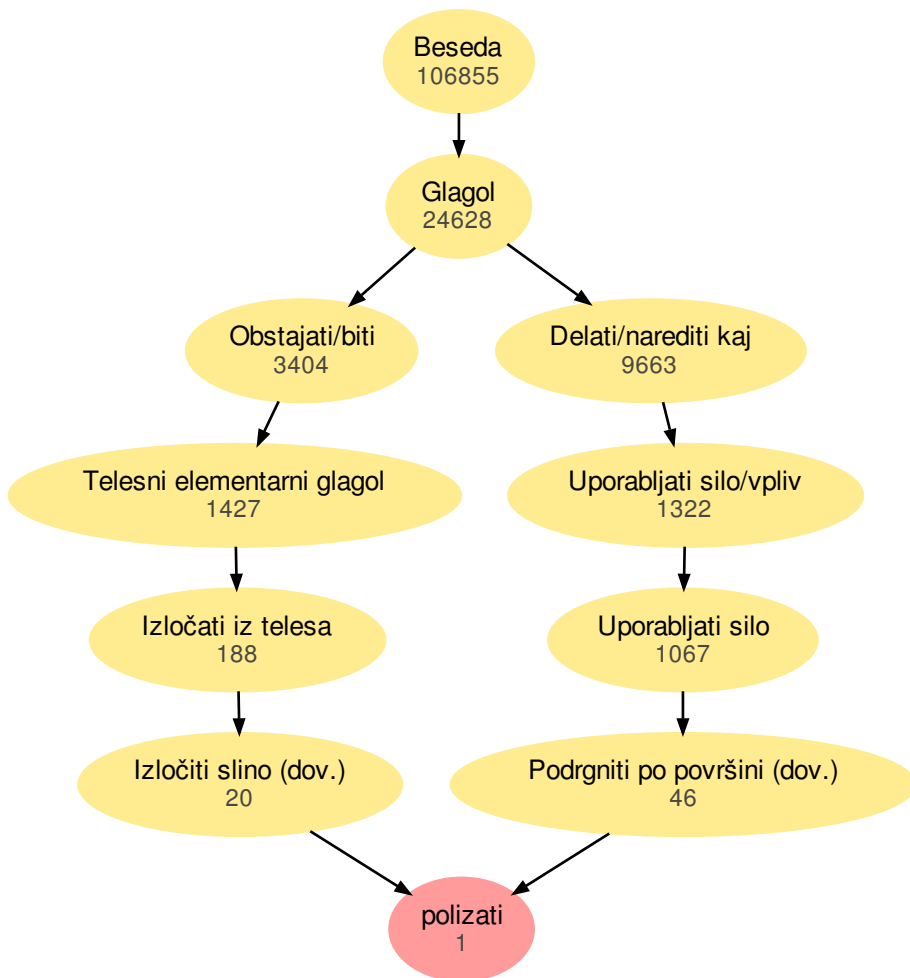 Beseda
106855
Glagol
24628
Obstajati/biti
3404
Delati/narediti kaj
9663
Telesni elementarni glagol
1427
Uporabljati silo/vpliv
1322
Izločati iz telesa
188
Uporabljati silo
1067
Izločiti slino (dov.)
20
Podrgniti po površini (dov.)
46
polizati
1